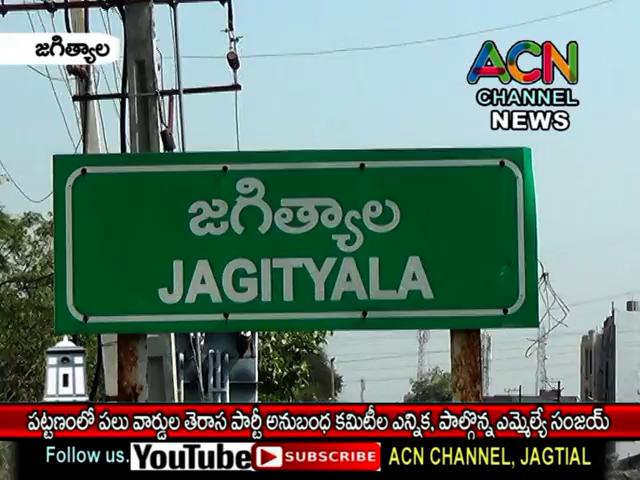 జగిత్యాల
ACN
CHANNEL
NEWS
జగిత్యాల
JAGITYALA
పట్టణంలో పలు వార్డుల తెరాస పార్టీ అనుబంధ కమిటీల ఎన్నిక, పాల్గొన్న ఎమ్మెల్యే సంజయ్
Follow us. YouTube SUBSCRIBE ACN CHANNEL, JAGTIAL